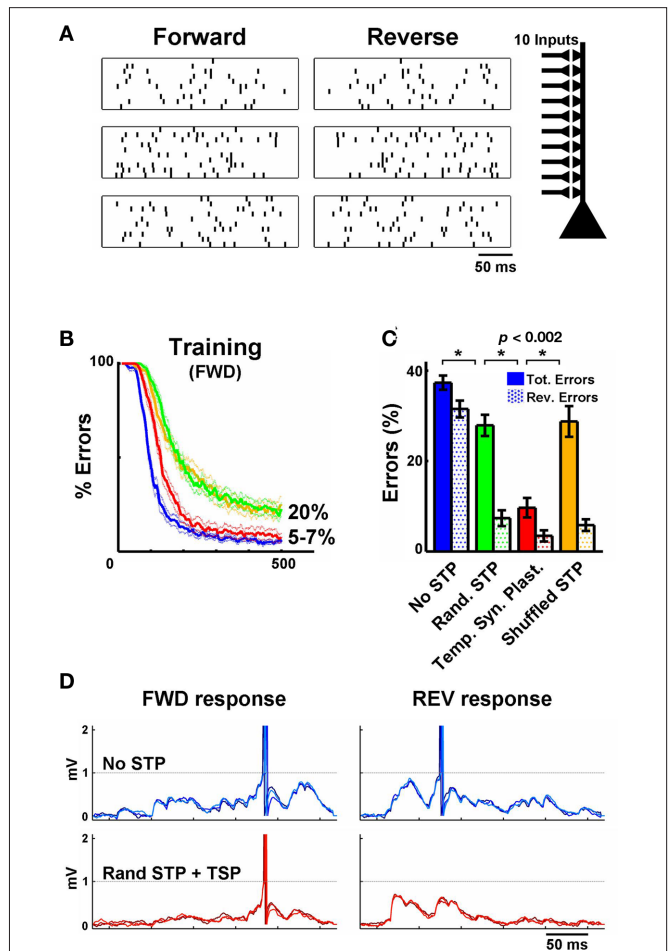 A
Forward
Reverse
10 Inputs
50 ms
B
Training
(FWD)
100
% Errors
20%
5-7%
0
500
C
p < 0.002
* * *
40
Tot. Errors
Rev. Errors
Errors (%)
20
0
No STP
Rand. STP
Temp. Syn. Plast.
Shuffled STP
D
FWD response
REV response
2
No STP
mV
1
0
2
Rand STP + TSP
mV
1
0
50 ms